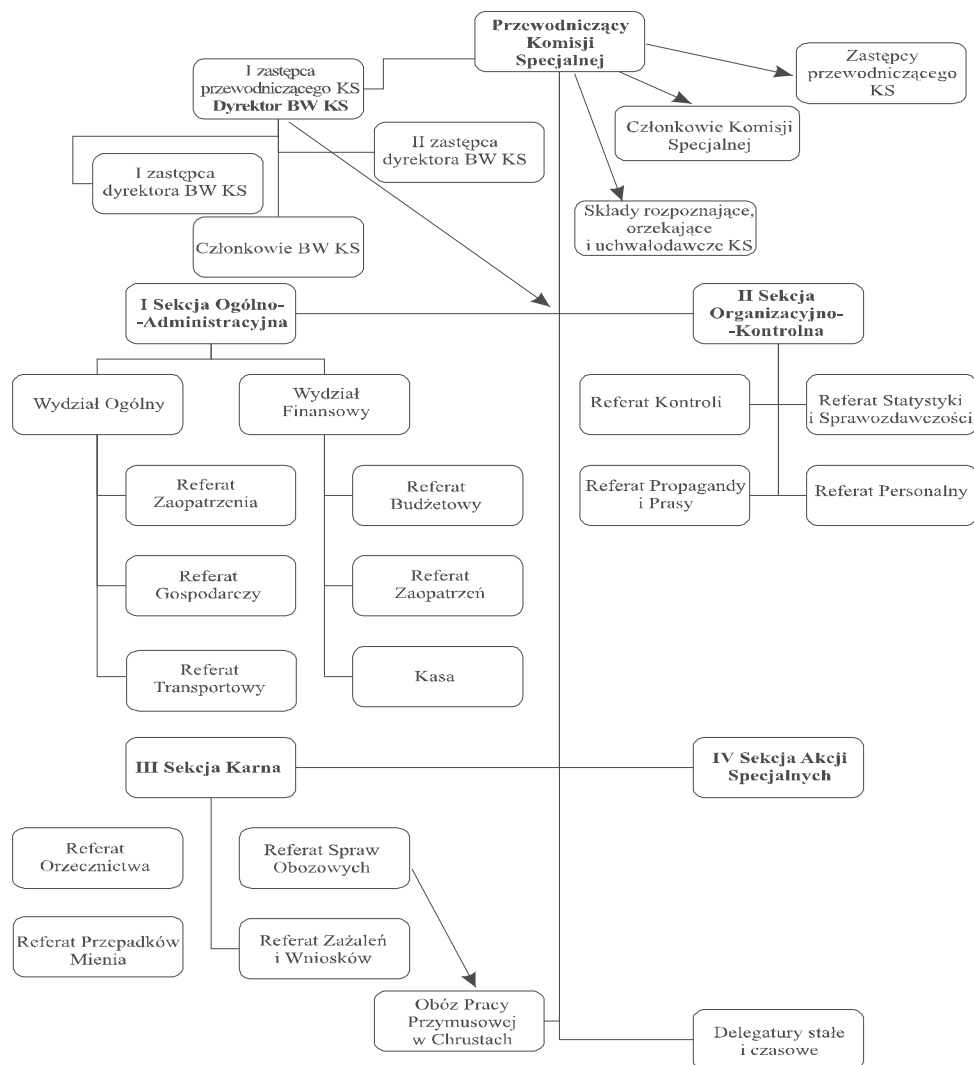 Przewodniczący
Komisji
Specjalnej
I zastępca
przewodniczącego KS
Dyrektor BW KS
Zastępcy
przewodniczącego
KS
Członkowie Komisji
Specjalnej
II zastępca
dyrektora BW KS
I zastępca
dyrektora BW KS
Składy rozpoznające,
orzekające
i uchwałodawcze KS
Członkowie BW KS
I Sekcja Ogólno-
-Administracyjna
II Sekcja
Organizacyjno-
-Kontrolna
Wydział Ogólny
Wydział
Finansowy
Referat Kontroli
Referat Statystyki
i Sprawozdawczości
Referat
Zaopatrzenia
Referat
Budżetowy
Referat Propagandy
i Prasy
Referat Personalny
Referat
Gospodarczy
Referat
Zaopatrzeń
Referat
Transportowy
Kasa
III Sekcja Karna
IV Sekcja Akcji
Specjalnych
Referat
Orzecznictwa
Referat Spraw
Obozowych
Referat Przepadków
Mienia
Referat Zażaleń
i Wniosków
Obóz Pracy
Przymusowej
w Chrustach
Delegatury stałe
i czasowe